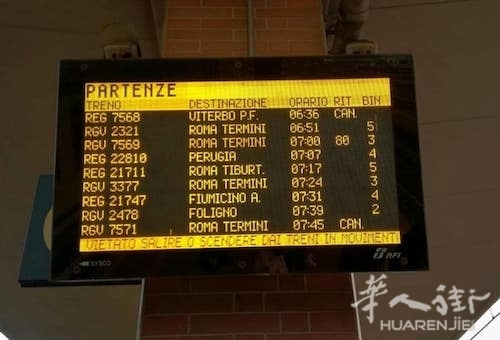 PARTENZE
TRENO DESTINAZIONE ORARIO RIT BIN
REG 7568 VITERBO P.F. 06:36 CAN.
RGV 2321 ROMA TERMINI 06:51 5
RGV 7569 ROMA TERMINI 07:00 80 3
REG 22810 PERUGIA 07:07 4
REG 21711 ROMA TIBURT. 07:17 5
RGV 3377 ROMA TERMINI 07:24 3
REG 21747 FIUMICINO A. 07:31 4
RGV 2478 FOLIGNO 07:39 2
RGV 7571 ROMA TERMINI 07:45 CAN.
VIETATO SALIRE O SCENDERE DAI TRENI IN MOVIMENT
SYSCO RFI
华人街
HUARENJIE